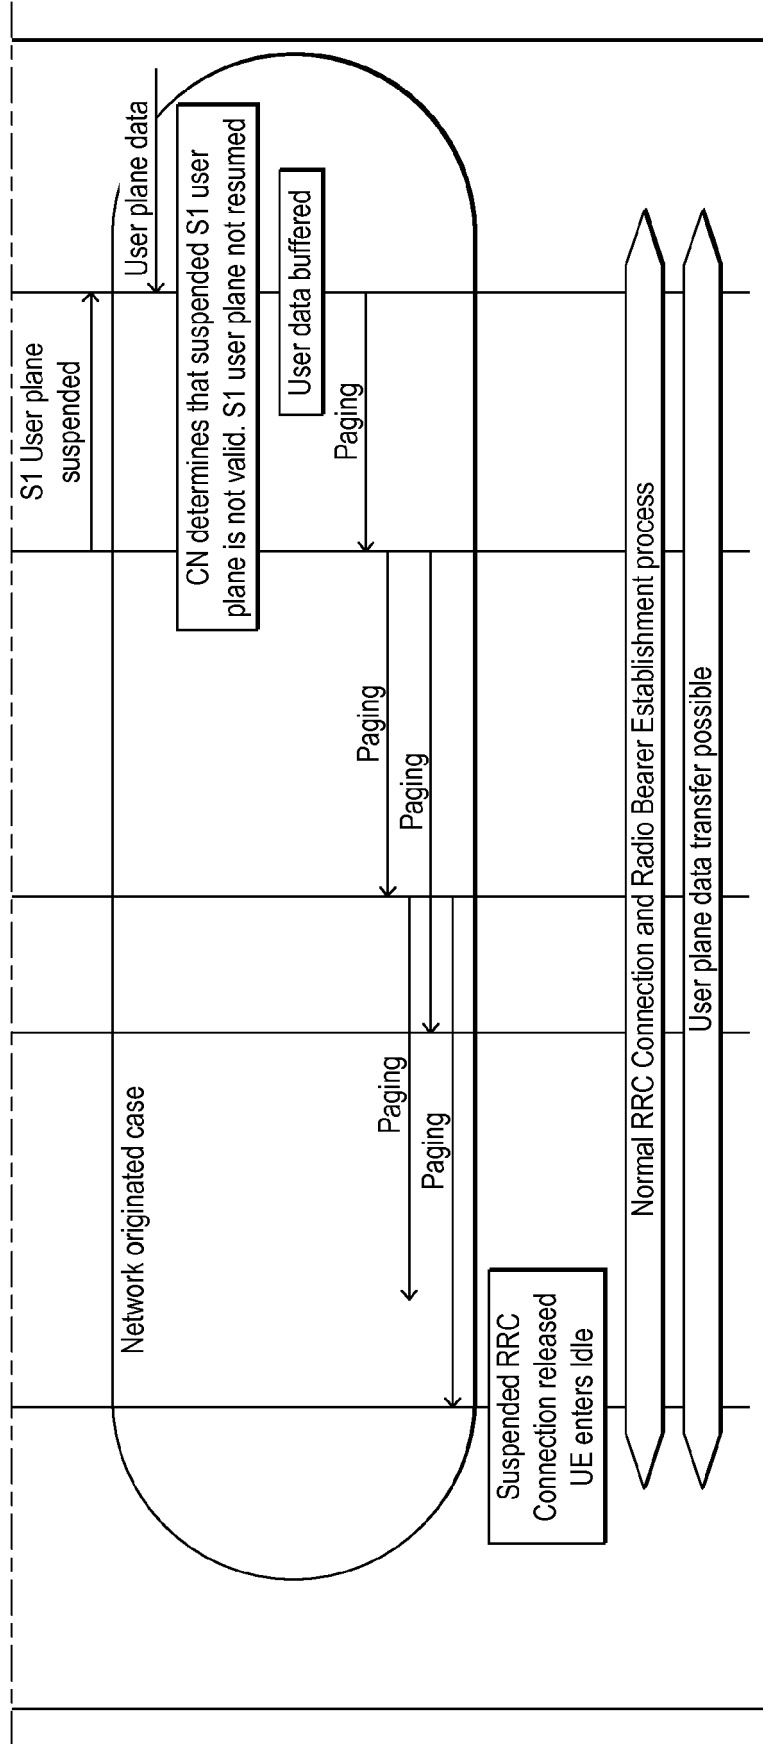 S1 User plane
suspended
User plane data
Network originated case
CN determines that suspended S1 user
plane is not valid. S1 user plane not resumed
User data buffered
Paging
Paging
Paging
Paging
Paging
Suspended RRC
Connection released
UE enters Idle
Normal RRC Connection and Radio Bearer Establishment process
User plane data transfer possible